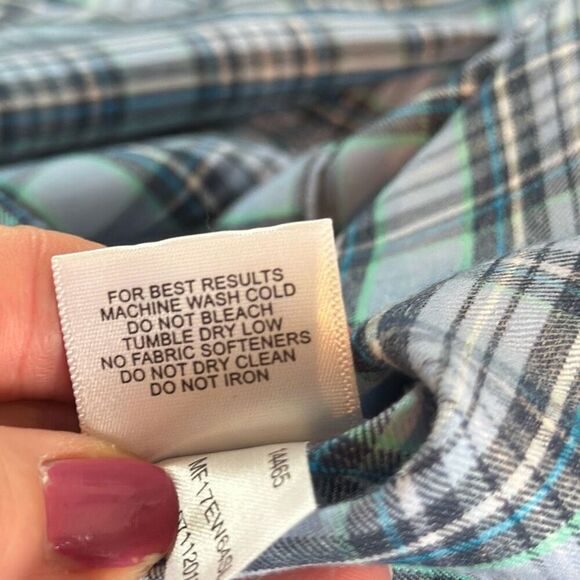 FOR BEST RESULTS
MACHINE WASH COLD
DO NOT BLEACH
TUMBLE DRY LOW
NO FABRIC SOFTENERS
DO NOT DRY CLEAN
DO NOT IRON
14465